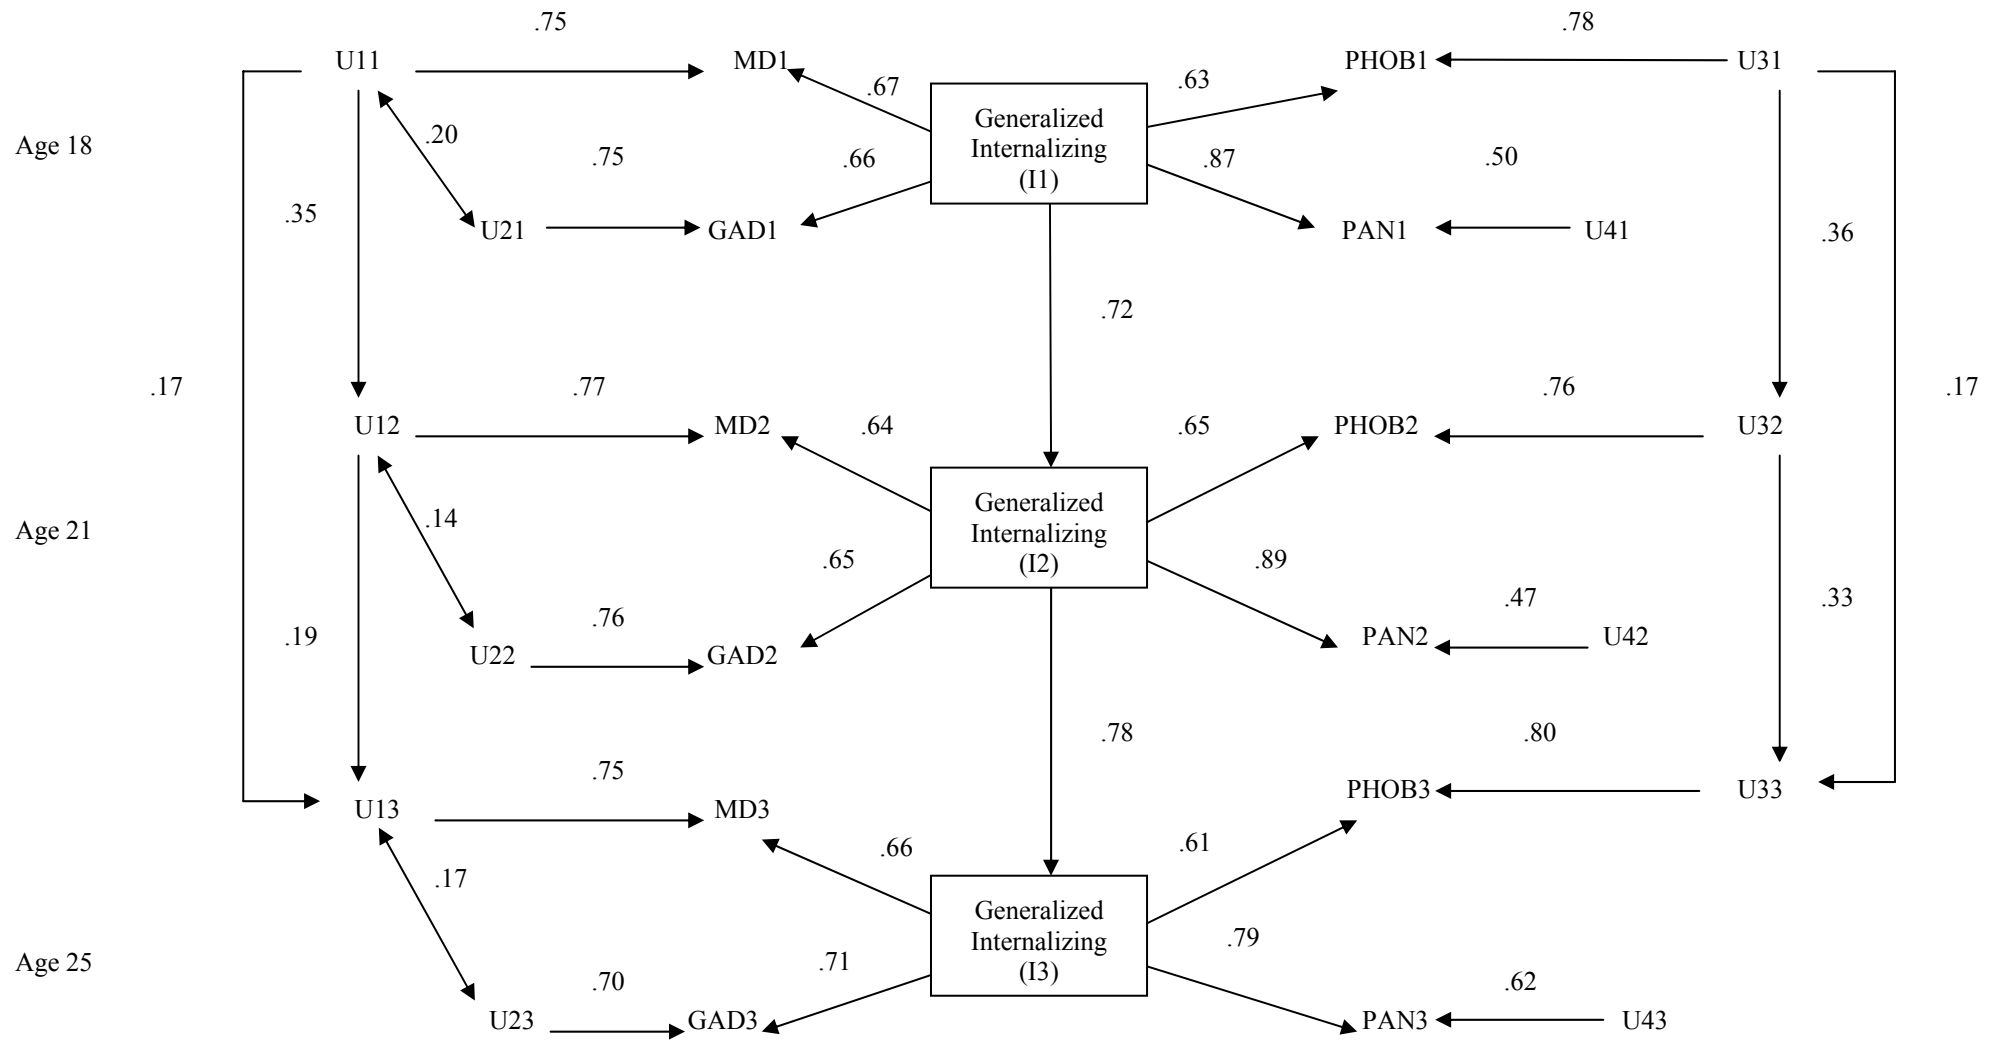 .75
.78
U11
MD1
PHOB1
U31
.67
.63
Generalized
Internalizing
(I1)
Age 18
.20
.75
.66
.87
.50
.35
U21
GAD1
PAN1
U41
.36
.72
.17
.77
.76
.17
U12
MD2
.64
.65
PHOB2
U32
Generalized
Internalizing
(I2)
Age 21
.14
.65
.89
.76
.47
.33
.19
U22
GAD2
PAN2
U42
.78
.80
.75
U13
MD3
PHOB3
U33
.66
.61
.17
Generalized
Internalizing
(I3)
Age 25
.71
.79
.70
.62
U23
GAD3
PAN3
U43